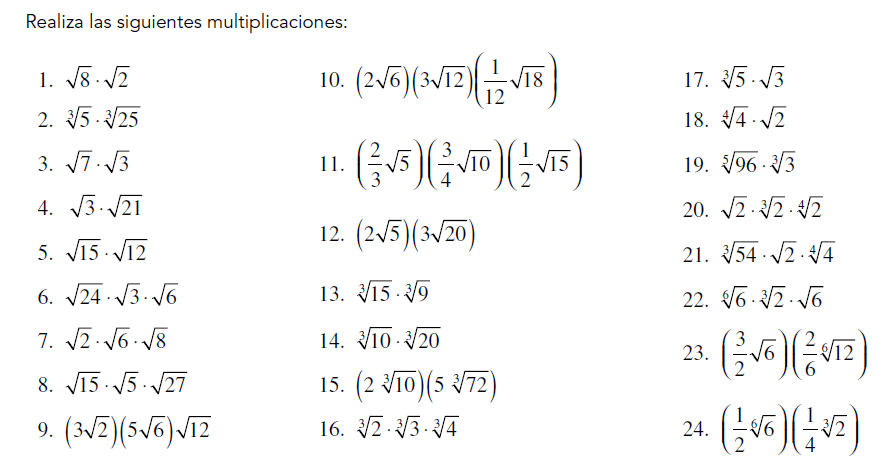 Realiza las siguientes multiplicaciones:
1. √8 · √2
2. ∛5 · ∛25
3. √7 · √3
4. √3 · √21
5. √15 · √12
6. √24 · √3 · √6
7. √2 · √6 · √8
8. √15 · √5 · √27
9. (3√2)(5√6)√12
10. (2√6)(3√12)(1/12 √18)
11. (2/3 √5)(3/4 √10)(1/2 √15)
12. (2√5)(3√20)
13. ∛15 · ∛9
14. ∛10 · ∛20
15. (2 ∛10)(5 ∛72)
16. ∛2 · ∛3 · ∛4
17. ∛5 · √3
18. ∜4 · √2
19. ⁵√96 · ∛3
20. √2 · ∛2 · ∜2
21. ∛54 · √2 · ∜4
22. ⁶√6 · ∛2 · √6
23. (3/2 √6)(2/6 ⁶√12)
24. (1/2 ⁶√6)(1/4 ∛2)